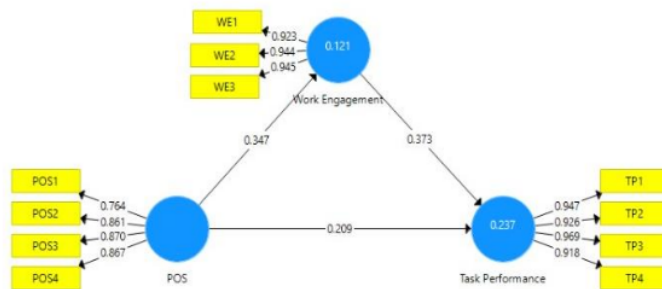 WE1
WE2
WE3
0.923
0.944
0.945
0.121
Work Engagement
0.347
0.373
POS1
POS2
POS3
POS4
0.764
0.861
0.870
0.867
POS
0.209
0.237
Task Performance
0.947
0.926
0.969
0.918
TP1
TP2
TP3
TP4